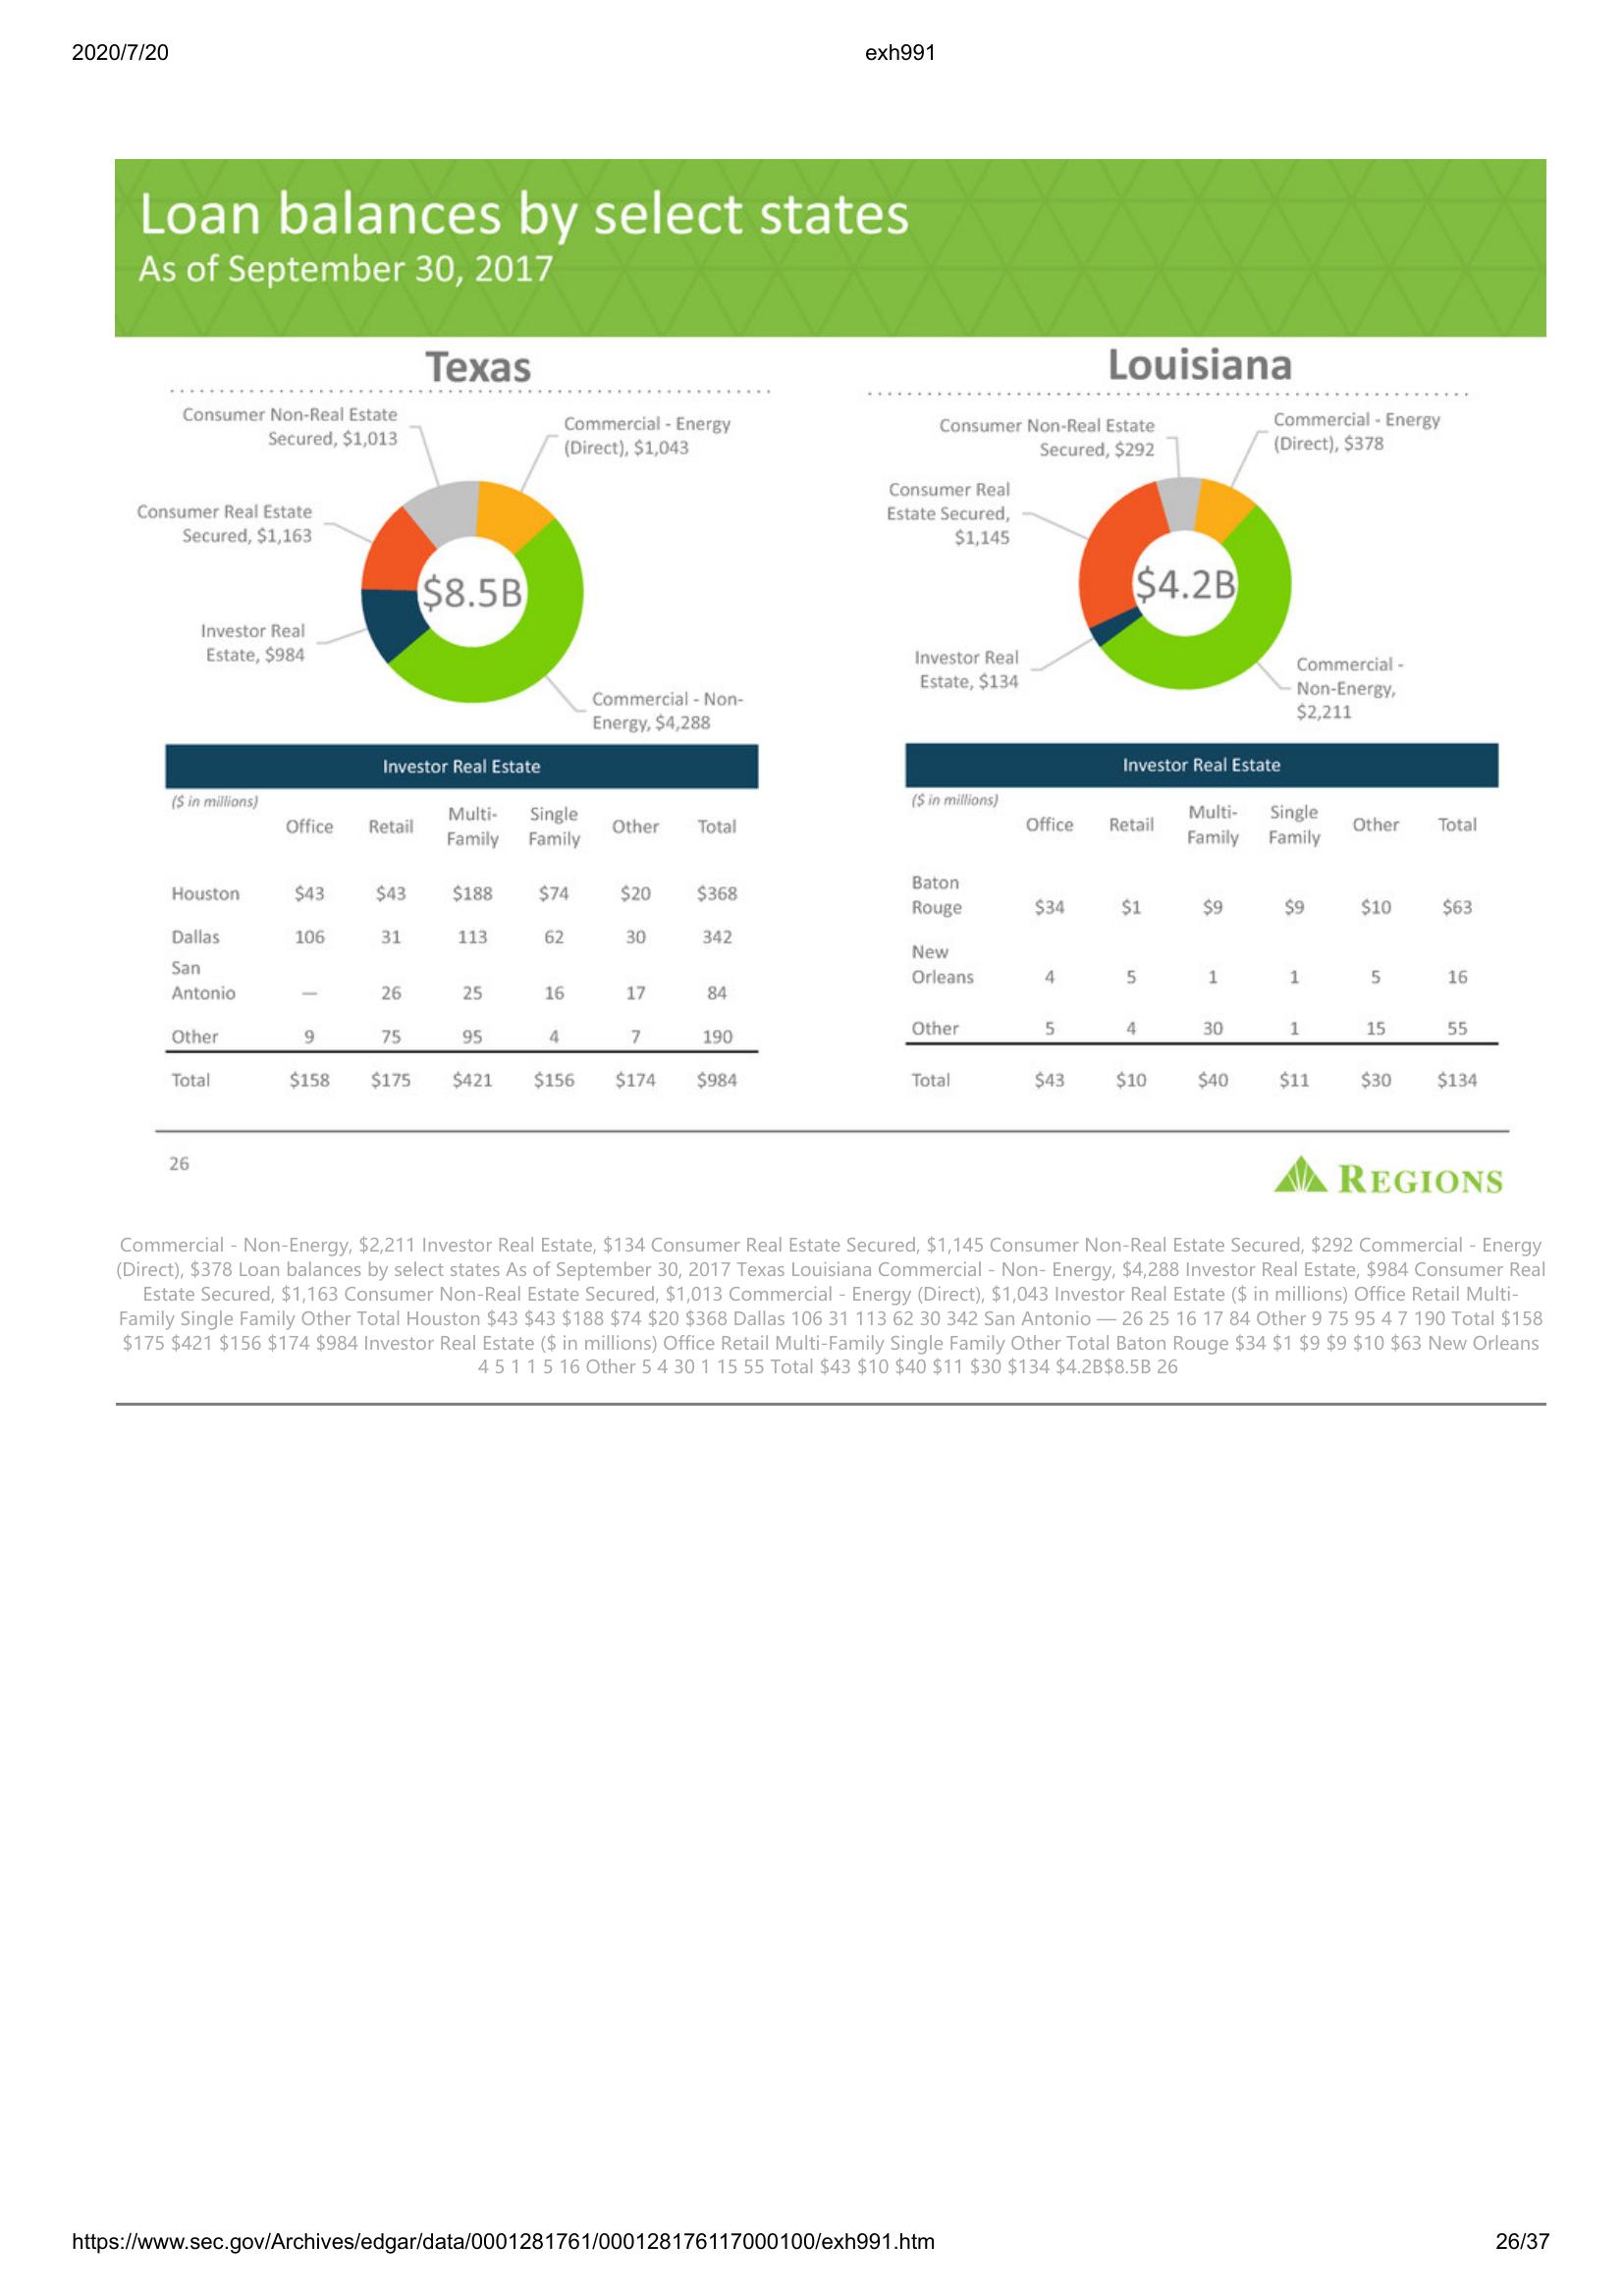 2020/7/20 exh991
Loan balances by select states
As of September 30, 2017
Texas
Consumer Non-Real Estate
Secured, $1,013
Commercial - Energy
(Direct), $1,043
Consumer Real Estate
Secured, $1,163
$8.5B
Investor Real
Estate, $984
Commercial - Non-
Energy, $4,288
Investor Real Estate
($ in millions)
Office Retail Multi-Family Single Family Other Total
Houston $43 $43 $188 $74 $20 $368
Dallas 106 31 113 62 30 342
San
Antonio — 26 25 16 17 84
Other 9 75 95 4 7 190
Total $158 $175 $421 $156 $174 $984
Louisiana
Consumer Non-Real Estate
Secured, $292
Commercial - Energy
(Direct), $378
Consumer Real
Estate Secured,
$1,145
$4.2B
Investor Real
Estate, $134
Commercial -
Non-Energy,
$2,211
Investor Real Estate
($ in millions)
Office Retail Multi-Family Single Family Other Total
Baton
Rouge $34 $1 $9 $9 $10 $63
New
Orleans 4 5 1 1 5 16
Other 5 4 30 1 15 55
Total $43 $10 $40 $11 $30 $134
26
REGIONS
Commercial - Non-Energy, $2,211 Investor Real Estate, $134 Consumer Real Estate Secured, $1,145 Consumer Non-Real Estate Secured, $292 Commercial - Energy
(Direct), $378 Loan balances by select states As of September 30, 2017 Texas Louisiana Commercial - Non- Energy, $4,288 Investor Real Estate, $984 Consumer Real
Estate Secured, $1,163 Consumer Non-Real Estate Secured, $1,013 Commercial - Energy (Direct), $1,043 Investor Real Estate ($ in millions) Office Retail Multi-
Family Single Family Other Total Houston $43 $43 $188 $74 $20 $368 Dallas 106 31 113 62 30 342 San Antonio — 26 25 16 17 84 Other 9 75 95 4 7 190 Total $158
$175 $421 $156 $174 $984 Investor Real Estate ($ in millions) Office Retail Multi-Family Single Family Other Total Baton Rouge $34 $1 $9 $9 $10 $63 New Orleans
4 5 1 1 5 16 Other 5 4 30 1 15 55 Total $43 $10 $40 $11 $30 $134 $4.2B$8.5B 26
https://www.sec.gov/Archives/edgar/data/0001281761/000128176117000100/exh991.htm 26/37